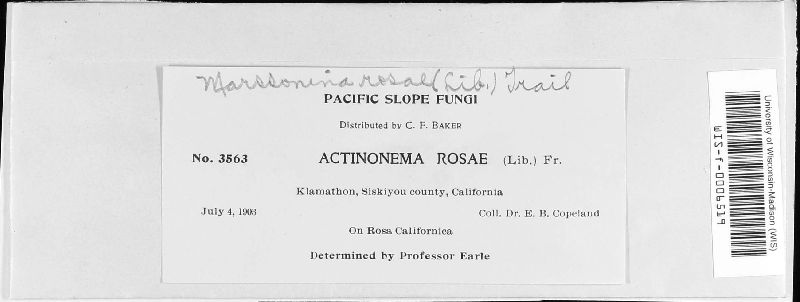 Marssonina rosae (Lib.) Trail
PACIFIC SLOPE FUNGI
Distributed by C. F. BAKER
No. 3563 ACTINONEMA ROSAE (Lib.) Fr.
Klamathon, Siskiyou county, California
July 4, 1903 Coll. Dr. E. B. Copeland
On Rosa Californica
Determined by Professor Earle
University of Wisconsin-Madison (WIS)
WIS-f-0006519